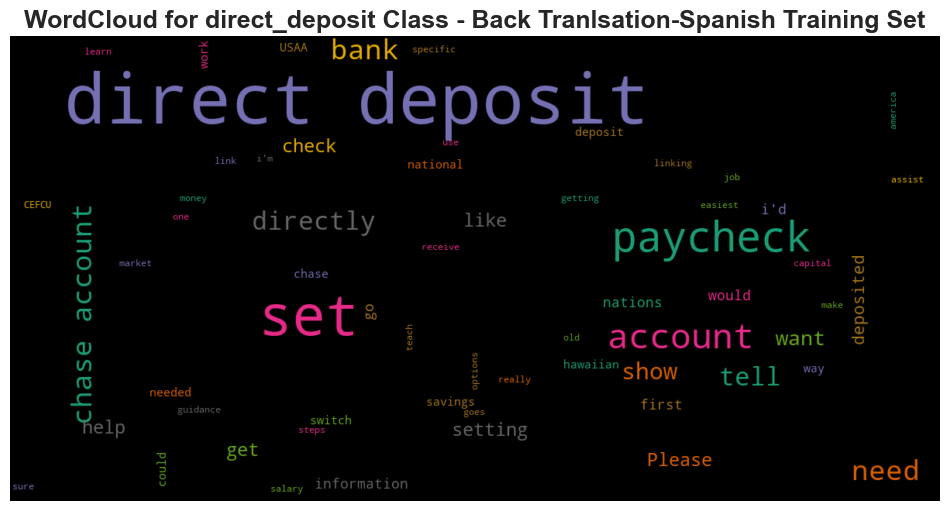 WordCloud for direct_deposit Class - Back Tranlsation-Spanish Training Set
learn
work
USAA
bank
specific
direct deposit
america
deposit
check
use
link
i'm
national
linking
job
assist
CEFCU
money
one
directly
like
getting
easiest
i'd
paycheck
chase account
market
chase
receive
capital
deposited
set
go
nations
would
make
teach
old
account
want
hawaiian
show
tell
way
options
really
needed
guidance
savings
goes
first
help
switch
steps
setting
get
could
Please
need
sure
salary
information